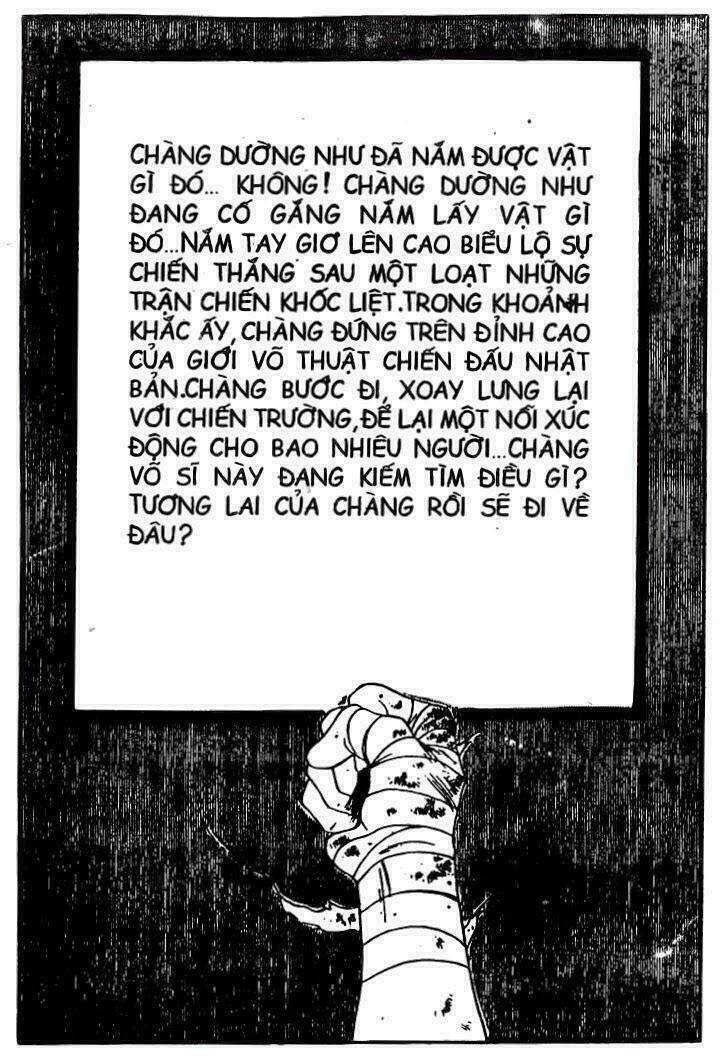 CHÀNG DƯỜNG NHƯ ĐÃ NẮM ĐƯỢC VẬT
GÌ ĐÓ... KHÔNG! CHÀNG DƯỜNG NHƯ
ĐANG CỐ GẮNG NẮM LẤY VẬT GÌ
ĐÓ...NẮM TAY GIƠ LÊN CAO BIỂU LỘ SỰ
CHIẾN THẮNG SAU MỘT LOẠT NHỮNG
TRẬN CHIẾN KHỐC LIỆT.TRONG KHOẢNH
KHẮC ẤY, CHÀNG ĐỨNG TRÊN ĐỈNH CAO
CỦA GIỚI VÕ THUẬT CHIẾN ĐẤU NHẬT
BẢN.CHÀNG BƯỚC ĐI, XOAY LƯNG LẠI
VỚI CHIẾN TRƯỜNG,ĐỂ LẠI MỘT NỖI XÚC
ĐỘNG CHO BAO NHIÊU NGƯỜI...CHÀNG
VÕ SĨ NÀY ĐANG KIẾM TÌM ĐIỀU GÌ?
TƯƠNG LAI CỦA CHÀNG RỒI SẼ ĐI VỀ
ĐÂU?